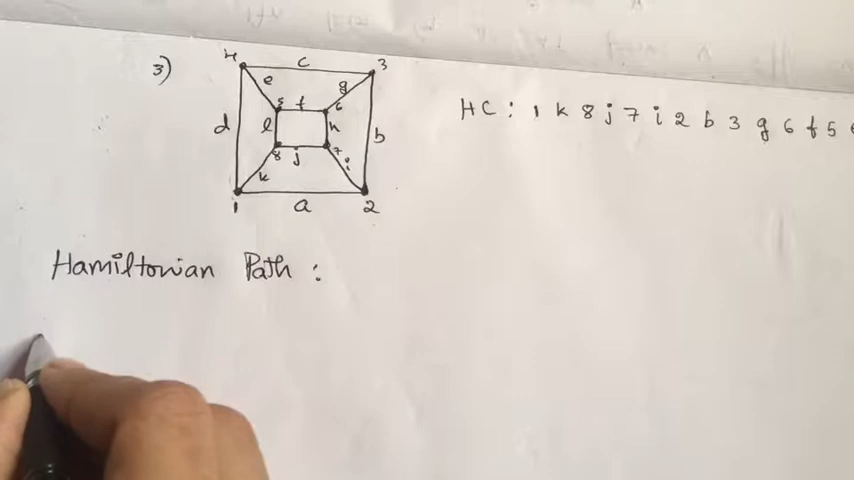 3)
4 c 3
e g
5 f 6
d l h b
8 j 7 i
k
1 a 2
HC: 1 k 8 j 7 i 2 b 3 g 6 f 5 e
Hamiltonian Path :